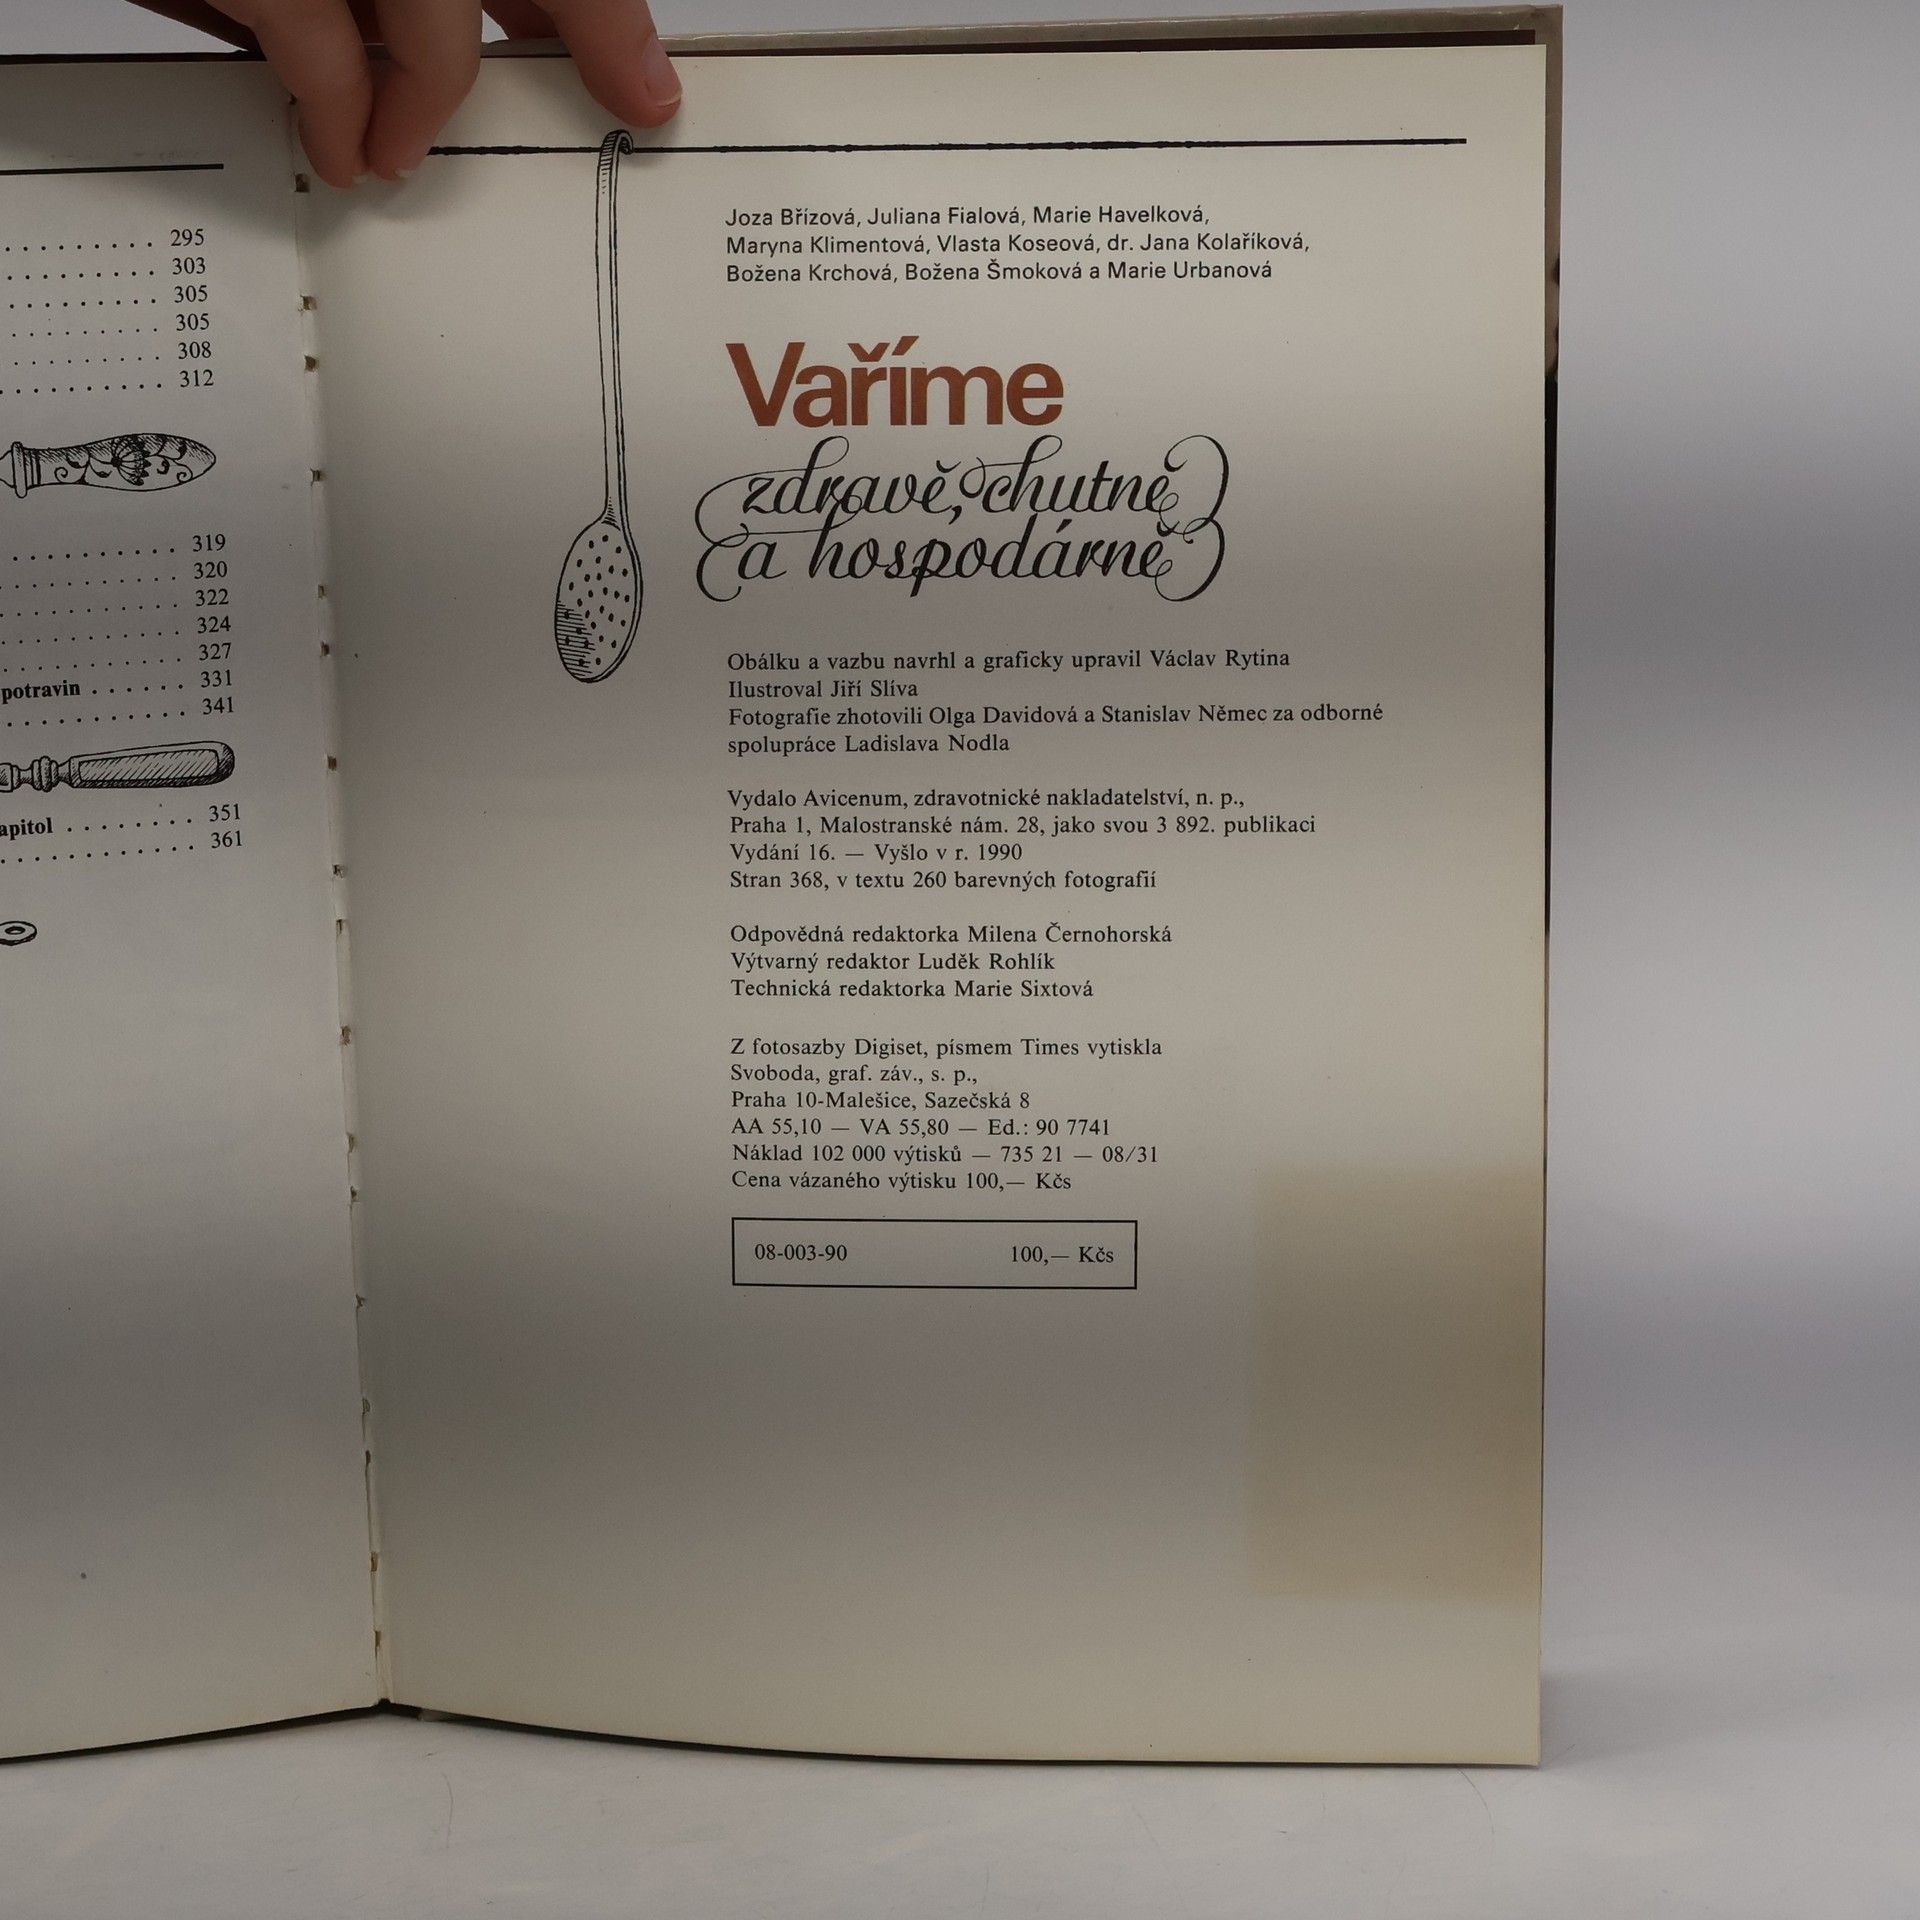 . . . . . . . . . . 295
. . . . . . . . . . 303
. . . . . . . . . . 305
. . . . . . . . . . 305
. . . . . . . . . . 308
. . . . . . . . . . 312
. . . . . . . . . . 319
. . . . . . . . . . 320
. . . . . . . . . . 322
. . . . . . . . . . 324
. . . . . . . . . . 327
potravin . . . . . . 331
. . . . . . . . . . 341
apitol . . . . . . . . 351
. . . . . . . . . . 361
Joza Břízová, Juliana Fialová, Marie Havelková,
Maryna Klimentová, Vlasta Koseová, dr. Jana Kolaříková,
Božena Krchová, Božena Šmoková a Marie Urbanová
Vaříme
zdravě, chutně
a hospodárně
Obálku a vazbu navrhl a graficky upravil Václav Rytina
Ilustroval Jiří Slíva
Fotografie zhotovili Olga Davidová a Stanislav Němec za odborné
spolupráce Ladislava Nodla
Vydalo Avicenum, zdravotnické nakladatelství, n. p.,
Praha 1, Malostranské nám. 28, jako svou 3 892. publikaci
Vydání 16. — Vyšlo v r. 1990
Stran 368, v textu 260 barevných fotografií
Odpovědná redaktorka Milena Černohorská
Výtvarný redaktor Luděk Rohlík
Technická redaktorka Marie Sixtová
Z fotosazby Digiset, písmem Times vytiskla
Svoboda, graf. záv., s. p.,
Praha 10-Malešice, Sazečská 8
AA 55,10 — VA 55,80 — Ed.: 90 7741
Náklad 102 000 výtisků — 735 21 — 08/31
Cena vázaného výtisku 100,— Kčs
08-003-90 100,— Kčs